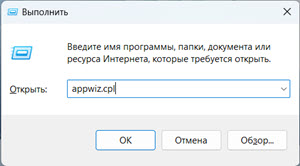 Выполнить
Введите имя программы, папки, документа или
ресурса Интернета, которые требуется открыть.
Открыть: appwiz.cpl
ОК Отмена Обзор...